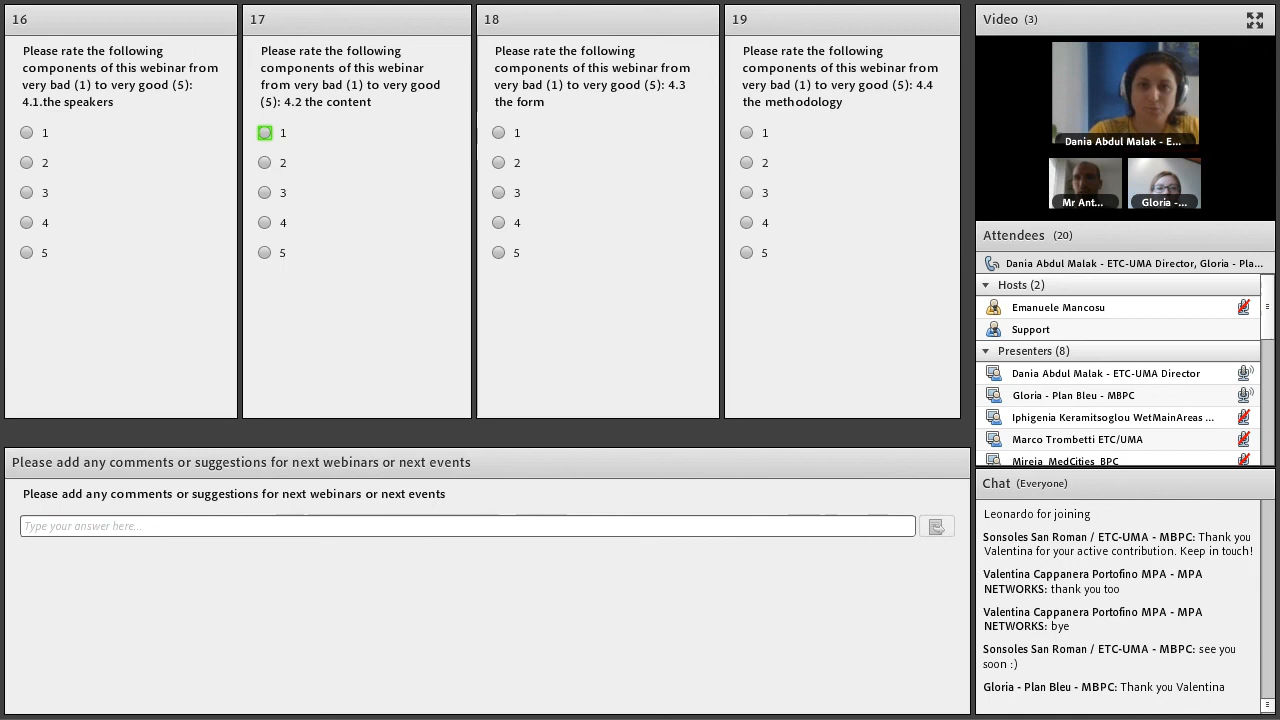 16
Please rate the following
components of this webinar from
very bad (1) to very good (5):
4.1.the speakers
1
2
3
4
5
17
Please rate the following
components of this webinar
from very bad (1) to very good
(5): 4.2 the content
1
2
3
4
5
18
Please rate the following
components of this webinar from
very bad (1) to very good (5): 4.3
the form
1
2
3
4
5
19
Please rate the following
components of this webinar from
very bad (1) to very good (5): 4.4
the methodology
1
2
3
4
5
Please add any comments or suggestions for next webinars or next events
Please add any comments or suggestions for next webinars or next events
Type your answer here...
Video (3)
Dania Abdul Malak - E...
Mr Ant...
Gloria -...
Attendees (20)
Dania Abdul Malak - ETC-UMA Director, Gloria - Pla...
Hosts (2)
Emanuele Mancosu
Support
Presenters (8)
Dania Abdul Malak - ETC-UMA Director
Gloria - Plan Bleu - MBPC
Iphigenia Keramitsoglou WetMainAreas ...
Marco Trombetti ETC/UMA
Mireia MedCities BPC
Chat (Everyone)
Leonardo for joining
Sonsoles San Roman / ETC-UMA - MBPC: Thank you
Valentina for your active contribution. Keep in touch!
Valentina Cappanera Portofino MPA - MPA
NETWORKS: thank you too
Valentina Cappanera Portofino MPA - MPA
NETWORKS: bye
Sonsoles San Roman / ETC-UMA - MBPC: see you
soon :)
Gloria - Plan Bleu - MBPC: Thank you Valentina